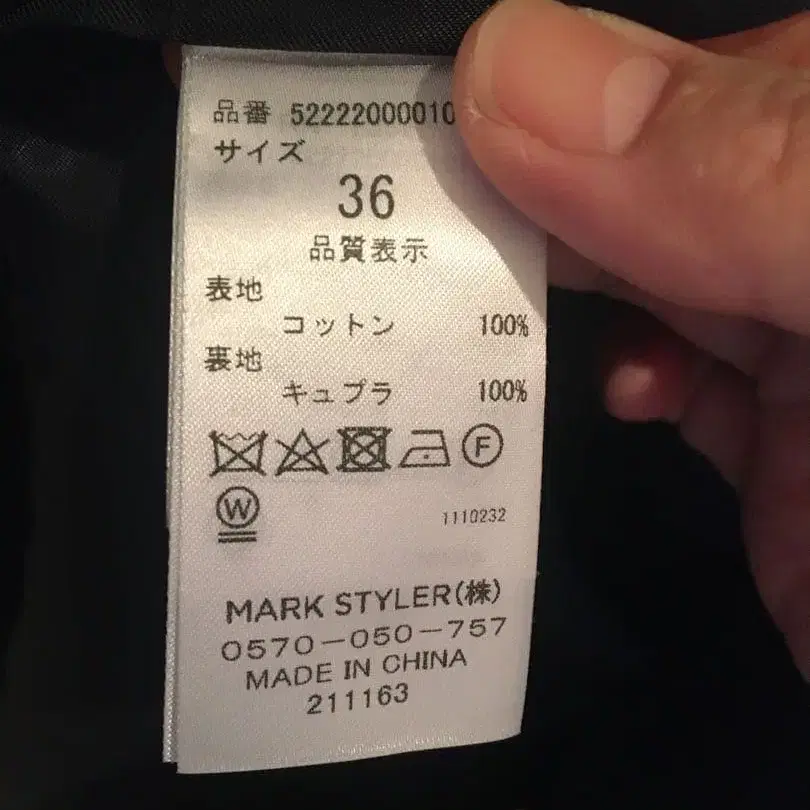 品番 52222000010
サイズ
36
品質表示
表地
コットン 100%
裏地
キュプラ 100%
F
W
1110232
MARK STYLER(株)
0570-050-757
MADE IN CHINA
211163